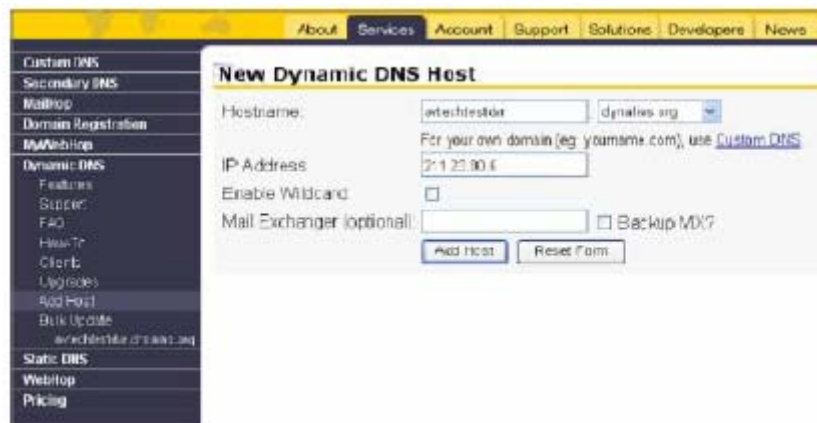 About Services Account Support Solutions Developers News
Custom DNS
Secondary DNS
MailHop
Domain Registration
MyWebHop
Dynamic DNS
Features
Support
FAQ
How-To
Clients
Upgrades
Add Host
Bulk Update
Static DNS
WebHop
Pricing
New Dynamic DNS Host
Hostname:
For your own domain (eg: yourname.com), use Custom DNS
IP Address
Enable Wildcard
Mail Exchanger (optional) Backup MX?
Add Host Reset Form